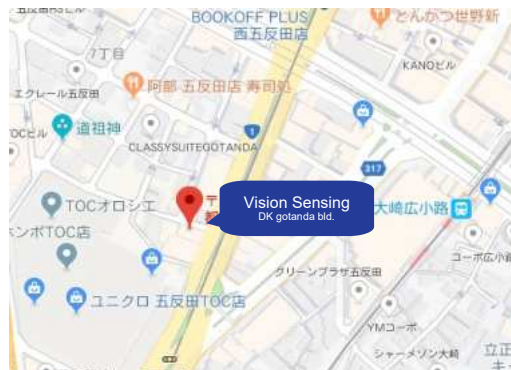 BOOKOFF PLUS
西五反田店
とんかつ世野新
7丁目
KANOビル
阿部 五反田店 寿司処
エクレール五反田
道祖神
TOCビル
1
CLASSYSUITEGOTANDA
317
TOCオロシエ
〒
Vision Sensing
DK gotanda bld.
大崎広小路
ンボTOC店
コーポ広小
グリーンプラザ五反田
ユニクロ 五反田TOC店
YMコーポ
シャーメゾン大崎
立正